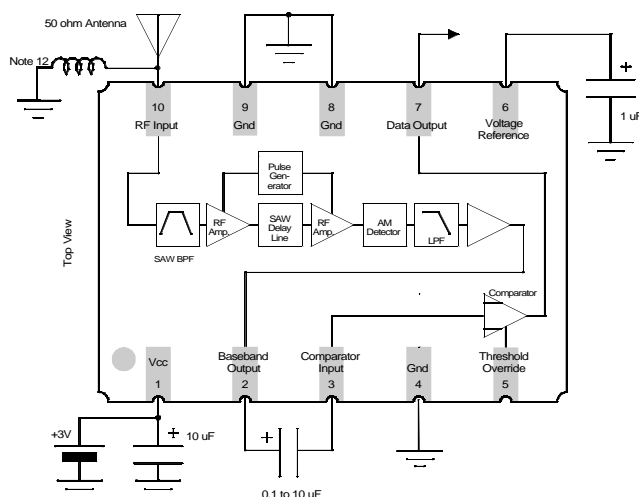 50 ohm Antenna
Note 12
+
1 uF
10
RF Input
9
Gnd
8
Gnd
7
Data Output
6
Voltage
Reference
Top View
SAW BPF
RF
Amp.
Pulse
Gen-
erator
SAW
Delay
Line
RF
Amp.
AM
Detector
LPF
Comparator
Vcc
1
Baseband
Output
2
Comparator
Input
3
Gnd
4
Threshold
Override
5
+3V
+
10 uF
+
0.1 to 10 uF